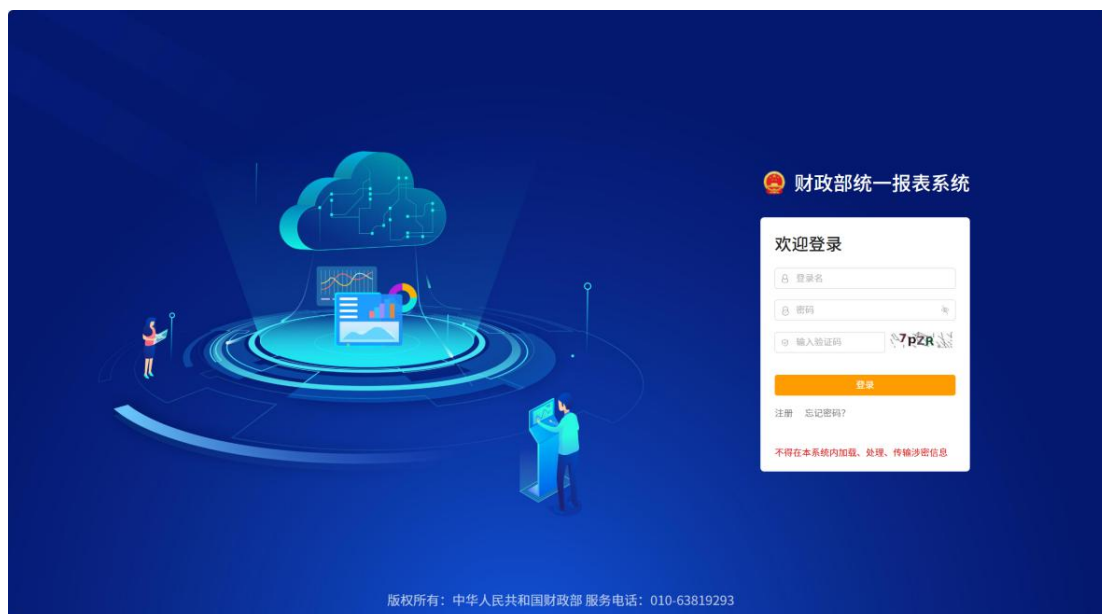 财政部统一报表系统
欢迎登录
登录名
密码
输入验证码
7pZR
登录
注册 忘记密码?
不得在本系统内加载、处理、传输涉密信息
版权所有：中华人民共和国财政部 服务电话：010-63819293